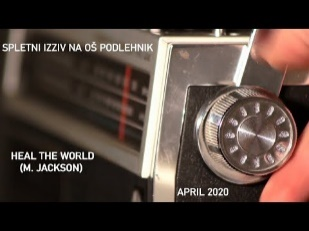 SPLETNI IZZIV NA OŠ PODLEHNIK
HEAL THE WORLD
(M. JACKSON)
APRIL 2020